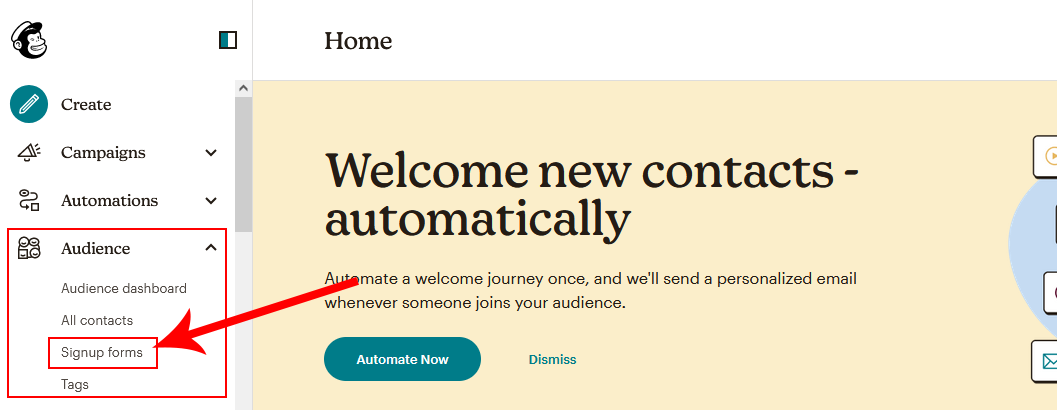 Home
Create
Campaigns
Automations
Audience
Audience dashboard
All contacts
Signup forms
Tags
Welcome new contacts -
automatically
Automate a welcome journey once, and we'll send a personalized email
whenever someone joins your audience.
Automate Now
Dismiss